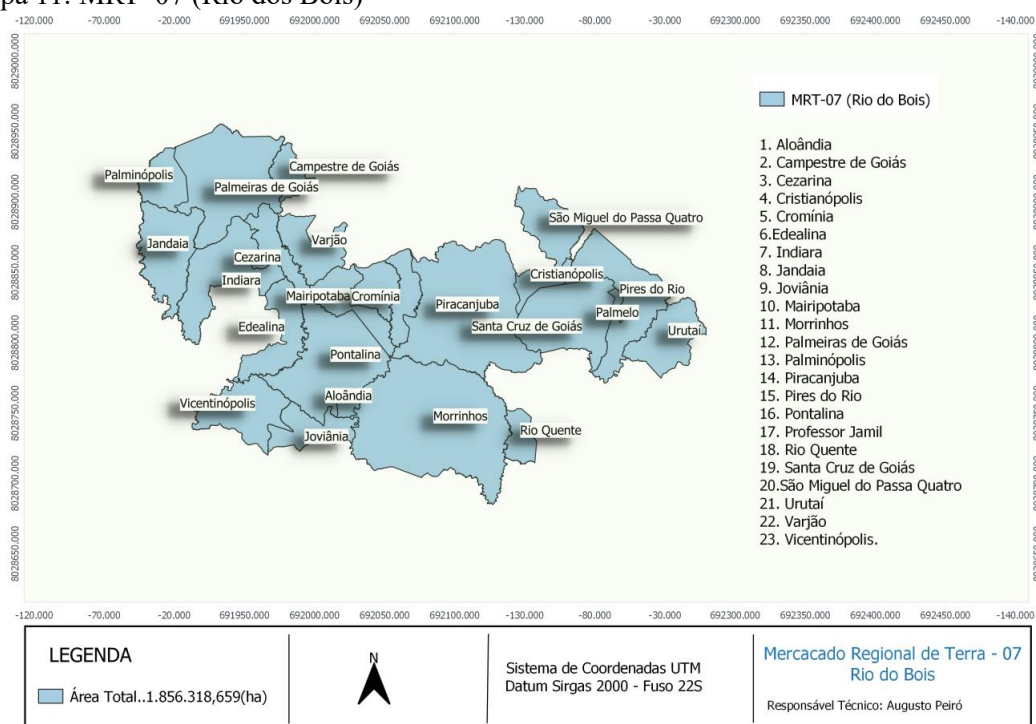 pa 11: MRT 07 (Rio dos Bois)
-120.000 -70.000 -20.000 691950.000 692000.000 692050.000 692100.000 -130.000 -80.000 -30.000 692300.000 692350.000 692400.000 692450.000 -140.000
8029000.000
8028950.000
8028900.000
8028850.000
8028800.000
8028750.000
8028700.000
8028650.000
MRT-07 (Rio do Bois)
1. Aloândia
2. Campestre de Goiás
3. Cezarina
4. Cristianópolis
5. Cromínia
6.Edealina
7. Indiara
8. Jandaia
9. Joviânia
10. Mairipotaba
11. Morrinhos
12. Palmeiras de Goiás
13. Palminópolis
14. Piracanjuba
15. Pires do Rio
16. Pontalina
17. Professor Jamil
18. Rio Quente
19. Santa Cruz de Goiás
20.São Miguel do Passa Quatro
21. Urutaí
22. Varjão
23. Vicentinópolis.
Campestre de Goiás
Palminópolis
Palmeiras de Goiás
São Miguel do Passa Quatro
Jandaia
Varjão
Cezarina
Cristianópolis
Indiara
Pires do Rio
Mairipotaba
Cromínia
Piracanjuba
Palmelo
Edealina
Santa Cruz de Goiás
Urutaí
Pontalina
Aloândia
Vicentinópolis
Morrinhos
Rio Quente
Joviânia
-120.000 -70.000 -20.000 691950.000 692000.000 692050.000 692100.000 -130.000 -80.000 -30.000 692300.000 692350.000 692400.000 692450.000 -140.000
LEGENDA
Área Total..1.856.318,659(ha)
N
Sistema de Coordenadas UTM
Datum Sirgas 2000 - Fuso 22S
Mercacado Regional de Terra - 07
Rio do Bois
Responsável Técnico: Augusto Peiró